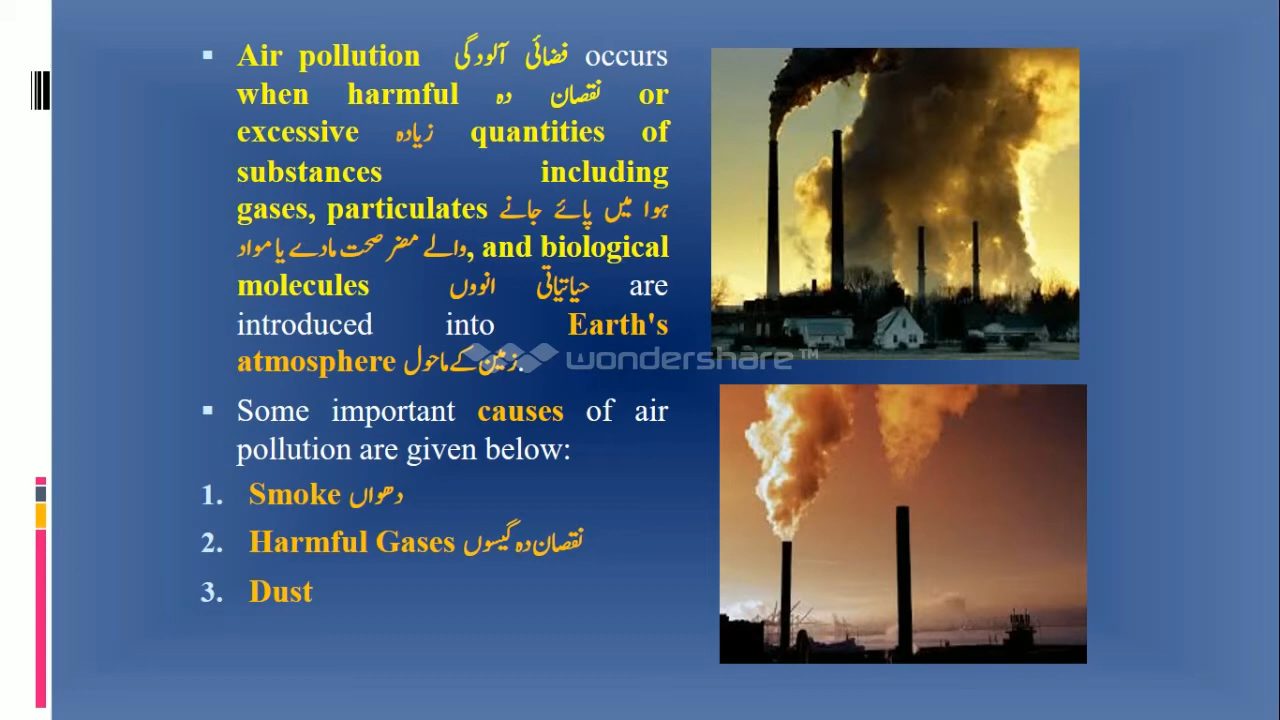 Air pollution فضائی آلودگی occurs
when harmful نقصان دہ or
excessive زیادہ quantities of
substances including
gases, particulates ہوا میں پائے جانے
والے مضر صحت مادے یا مواد, and biological
molecules حیاتیاتی انووں are
introduced into Earth's
atmosphere زمین کے ماحول.
wondershare™
Some important causes of air
pollution are given below:
1. Smoke دھواں
2. Harmful Gases نقصان دہ گیسوں
3. Dust